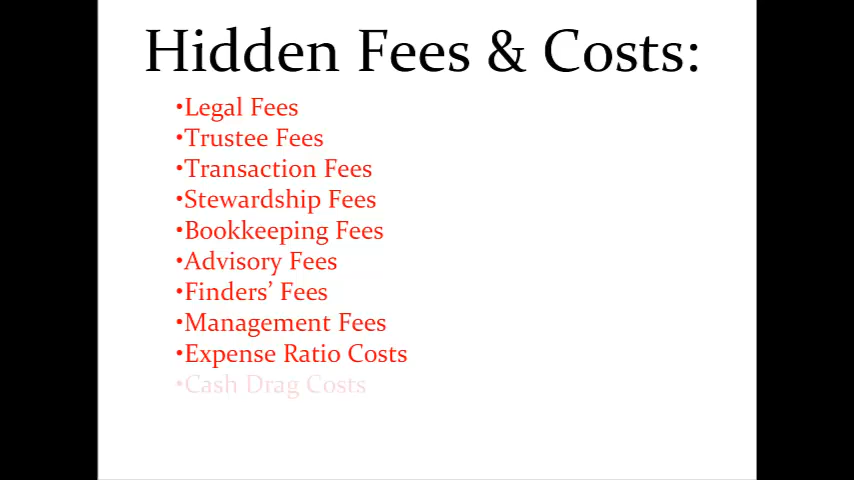 Hidden Fees & Costs:
•Legal Fees
•Trustee Fees
•Transaction Fees
•Stewardship Fees
•Bookkeeping Fees
•Advisory Fees
•Finders’ Fees
•Management Fees
•Expense Ratio Costs
•Cash Drag Costs